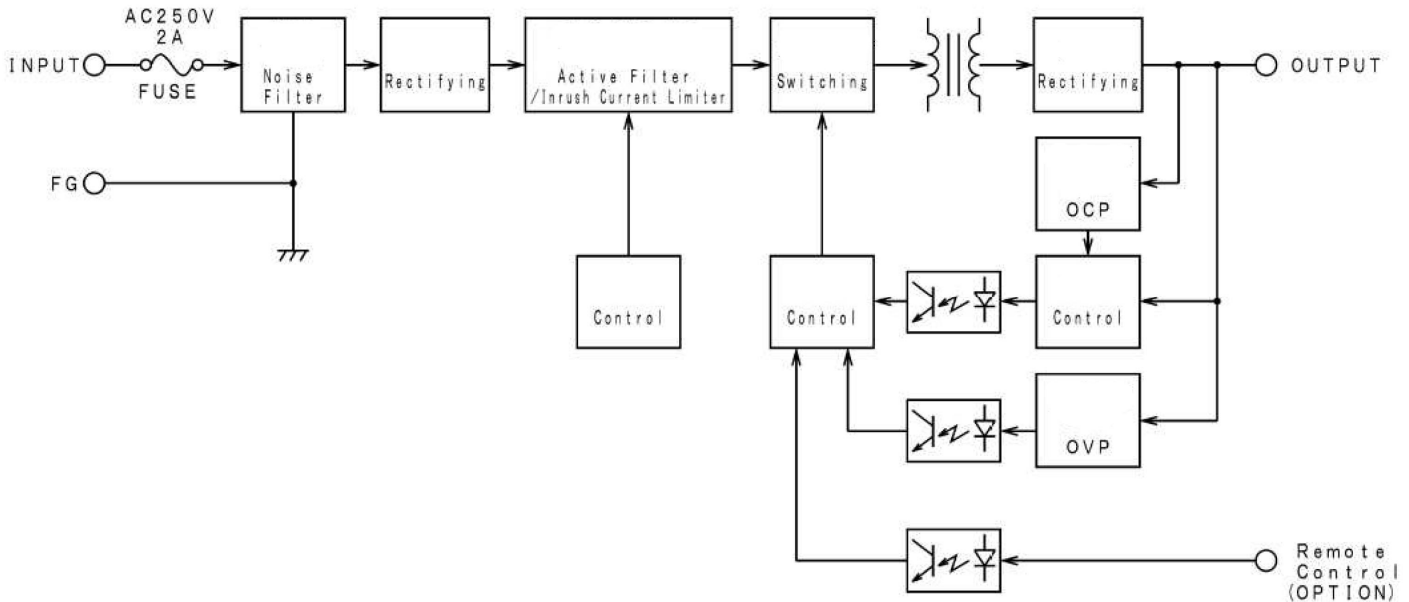 AC250V
2A
INPUT
FUSE
Noise
Filter
Rectifying
Active Filter
/Inrush Current Limiter
Switching
Rectifying
OUTPUT
FG
OCP
Control
Control
Control
OVP
Remote
Control
(OPTION)